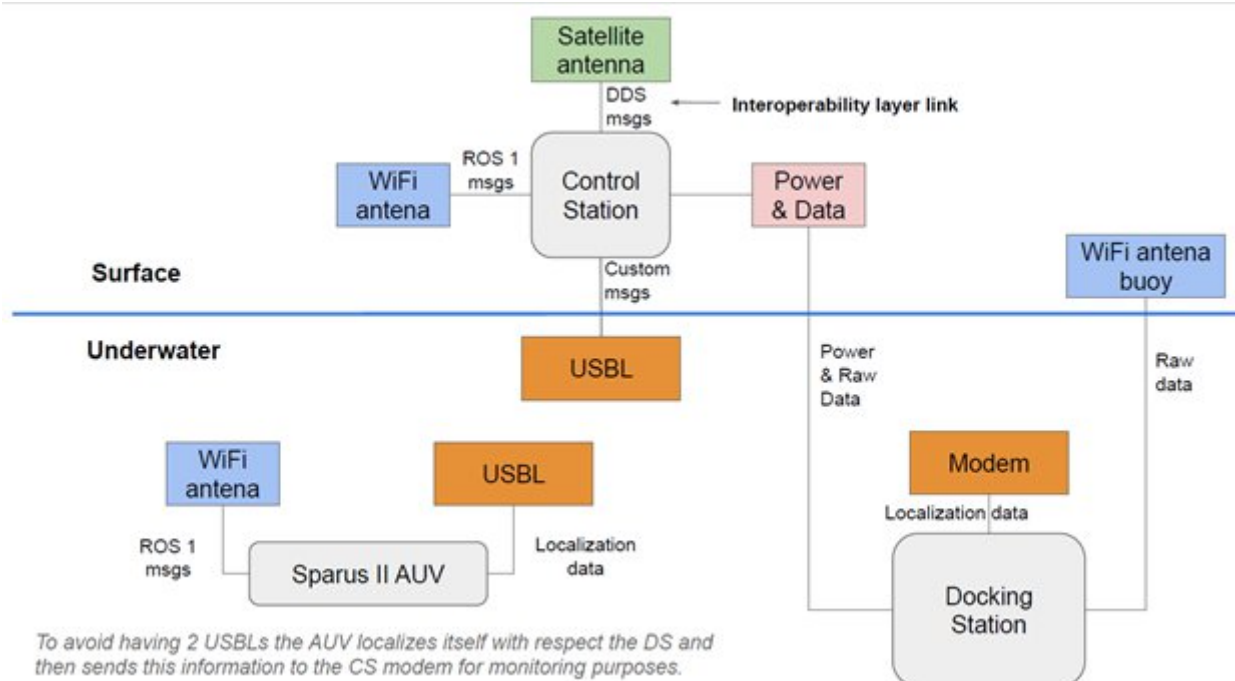 Satellite
antenna
DDS
msgs
Interoperability layer link
ROS 1
msgs
WiFi
antena
Control
Station
Power
& Data
WiFi antena
buoy
Surface
Custom
msgs
Underwater
USBL
Power
& Raw
Data
Raw
data
WiFi
antena
USBL
Modem
Localization data
ROS 1
msgs
Sparus II AUV
Localization
data
Docking
Station
To avoid having 2 USBLs the AUV localizes itself with respect the DS and
then sends this information to the CS modem for monitoring purposes.